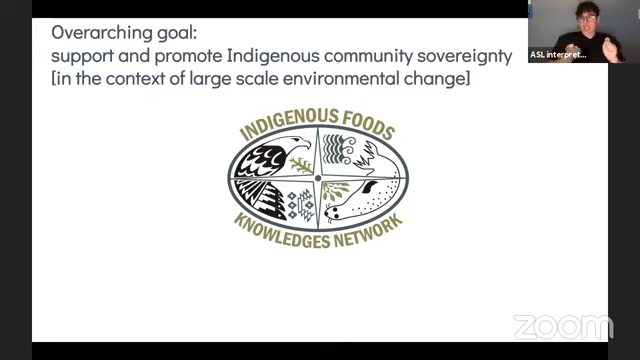 Overarching goal:
support and promote Indigenous community sovereignty
[in the context of large scale environmental change]
INDIGENOUS FOODS
KNOWLEDGES NETWORK
ASL interpret...
zoom